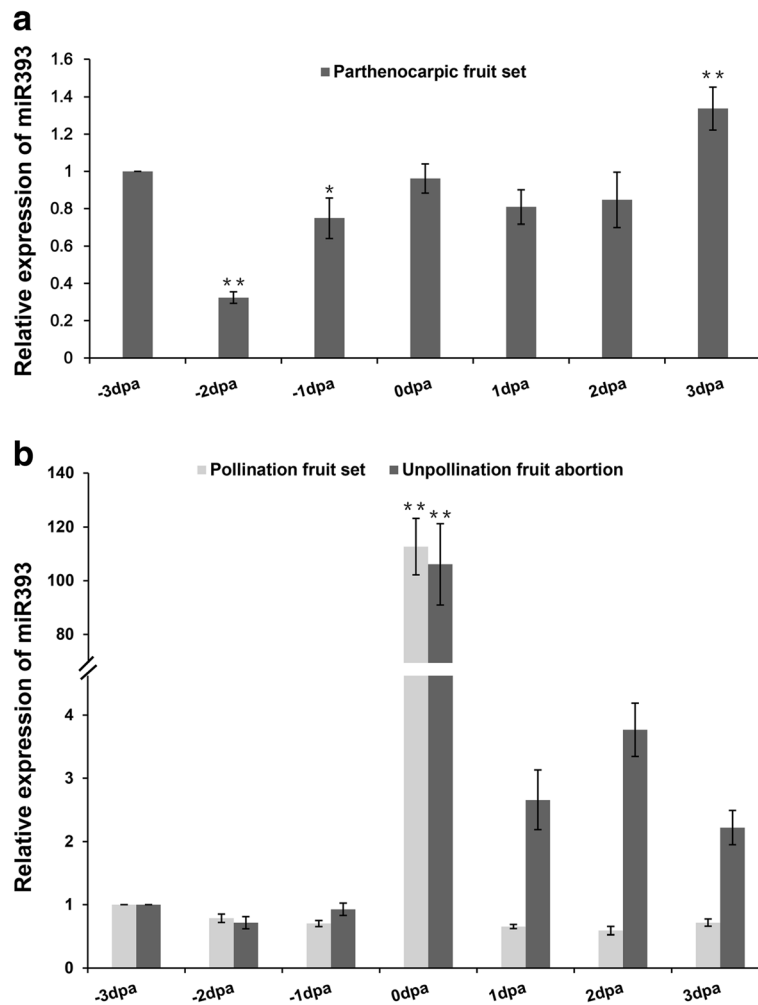 a
Relative expression of miR393
Parthenocarpic fruit set
1.6
1.4
1.2
1
0.8
0.6
0.4
0.2
0
**
*
**
-3dpa -2dpa -1dpa 0dpa 1dpa 2dpa 3dpa
b
Relative expression of miR393
Pollination fruit set Unpollination fruit abortion
140
120
100
80
4
3
2
1
0
** **
-3dpa -2dpa -1dpa 0dpa 1dpa 2dpa 3dpa